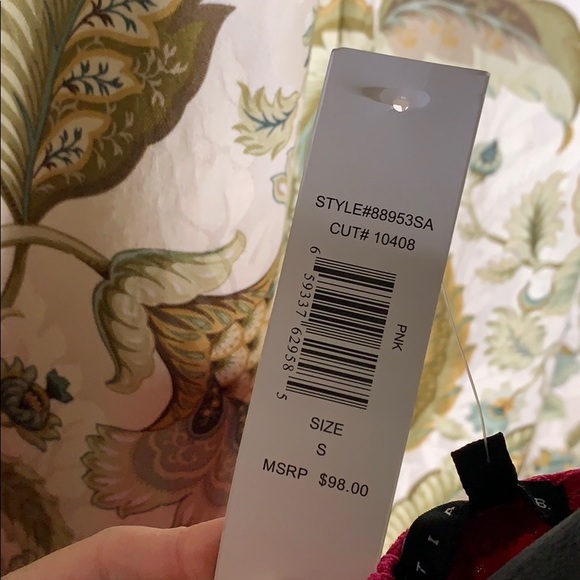 STYLE#88953SA
CUT# 10408
6 59337 62958 5
PNK
SIZE
S
MSRP $98.00